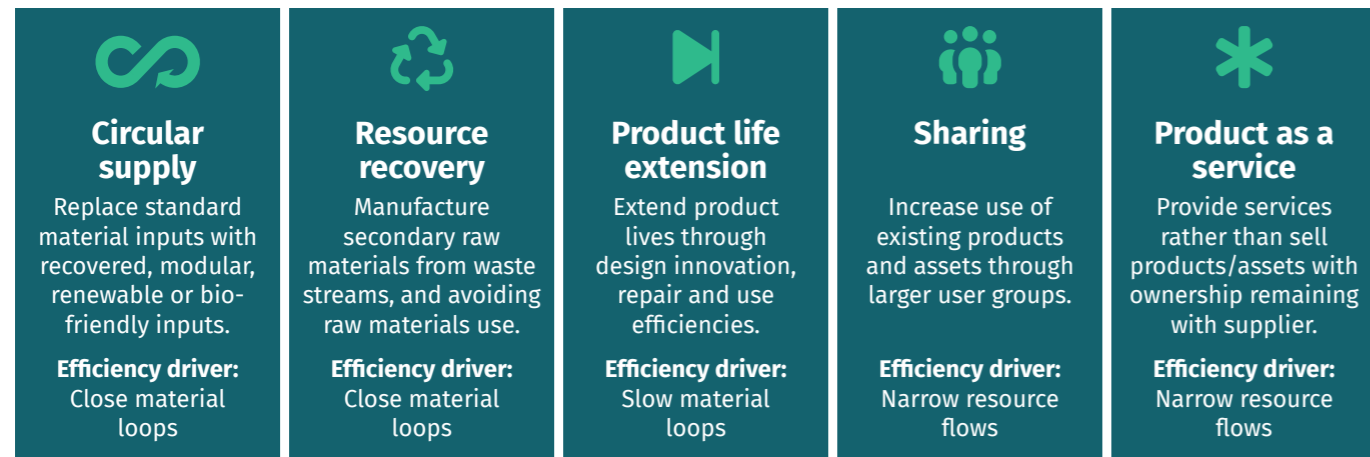 Circular
supply
Replace standard
material inputs with
recovered, modular,
renewable or bio-
friendly inputs.
Efficiency driver:
Close material
loops
Resource
recovery
Manufacture
secondary raw
materials from waste
streams, and avoiding
raw materials use.
Efficiency driver:
Close material
loops
Product life
extension
Extend product
lives through
design innovation,
repair and use
efficiencies.
Efficiency driver:
Slow material
loops
Sharing
Increase use of
existing products
and assets through
larger user groups.
Efficiency driver:
Narrow resource
flows
Product as a
service
Provide services
rather than sell
products/assets with
ownership remaining
with supplier.
Efficiency driver:
Narrow resource
flows